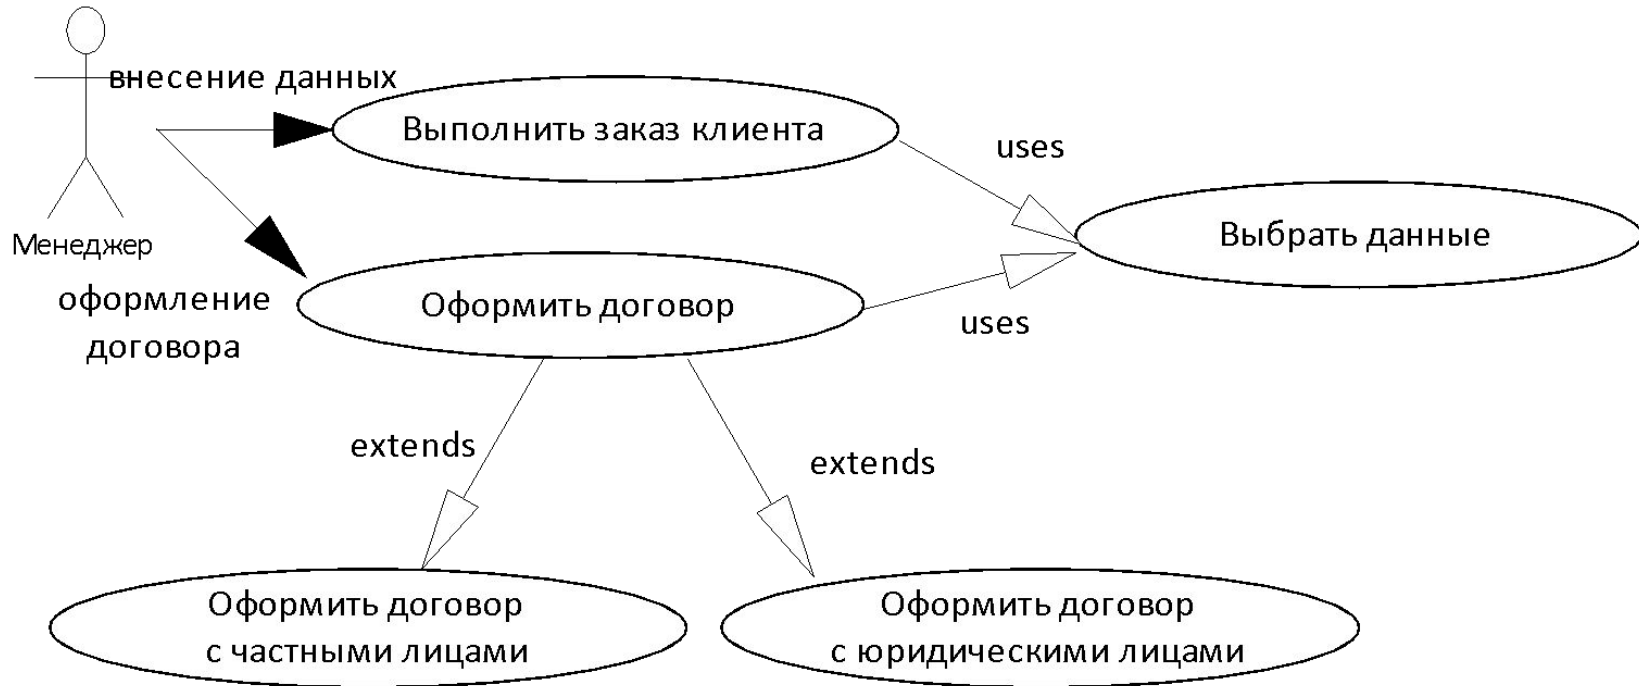 внесение данных
Выполнить заказ клиента
uses
Выбрать данные
Менеджер
оформление
договора
Оформить договор
uses
extends
extends
Оформить договор
с частными лицами
Оформить договор
с юридическими лицами